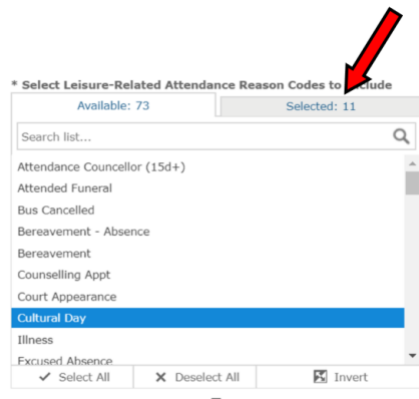 * Select Leisure-Related Attendance Reason Codes to Include
Available: 73 Selected: 11
Search list...
Attendance Councellor (15d+)
Attended Funeral
Bus Cancelled
Bereavement - Absence
Bereavement
Counselling Appt
Court Appearance
Cultural Day
Illness
Excused Absence
Select All Deselect All Invert